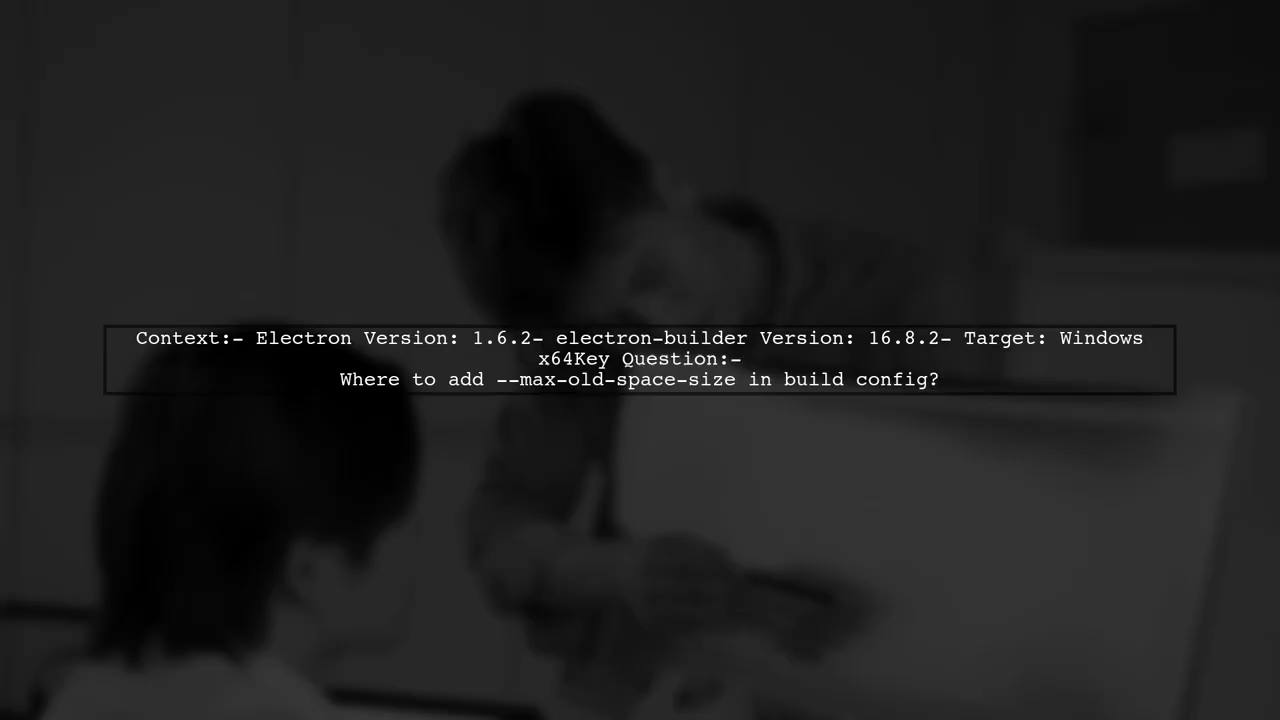 Context:- Electron Version: 1.6.2- electron-builder Version: 16.8.2- Target: Windows
x64Key Question:-
Where to add --max-old-space-size in build config?